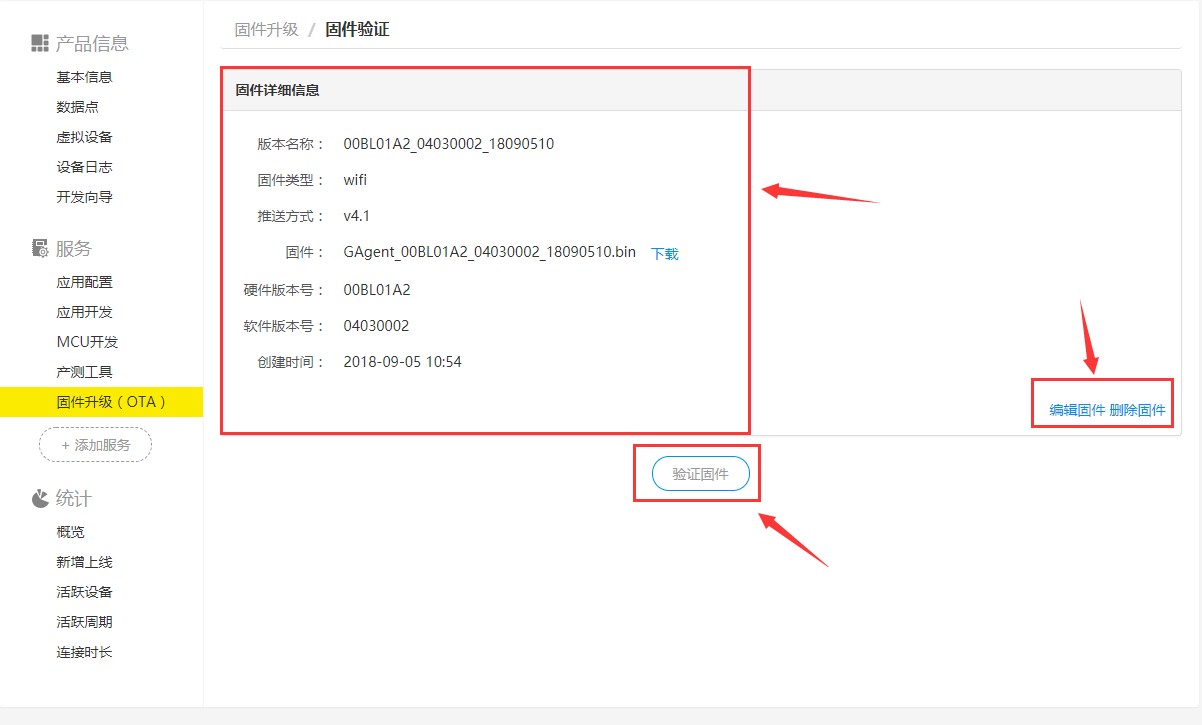 产品信息
基本信息
数据点
虚拟设备
设备日志
开发向导
服务
应用配置
应用开发
MCU开发
产测工具
固件升级（OTA）
+ 添加服务
统计
概览
新增上线
活跃设备
活跃周期
连接时长
固件升级 / 固件验证
固件详细信息
版本名称： 00BL01A2_04030002_18090510
固件类型： wifi
推送方式： v4.1
固件： GAgent_00BL01A2_04030002_18090510.bin 下载
硬件版本号： 00BL01A2
软件版本号： 04030002
创建时间： 2018-09-05 10:54
编辑固件 删除固件
验证固件